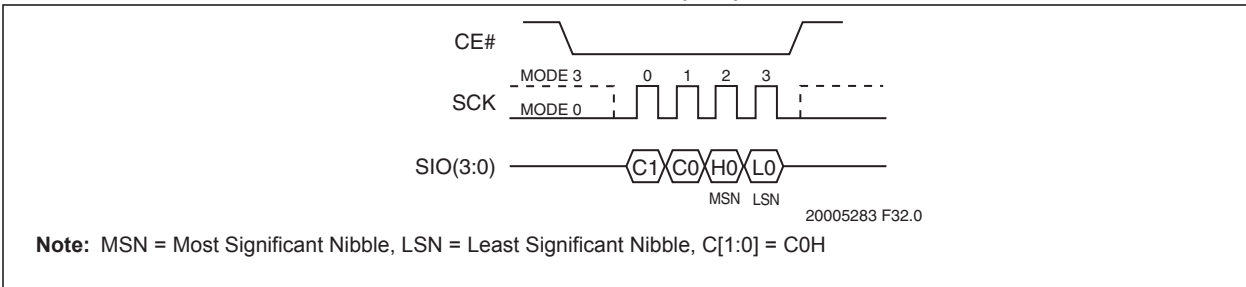 CE#
MODE 3 0 1 2 3
SCK
MODE 0
SIO(3:0) C1 C0 H0 L0
MSN LSN
20005283 F32.0
Note: MSN = Most Significant Nibble, LSN = Least Significant Nibble, C[1:0] = C0H